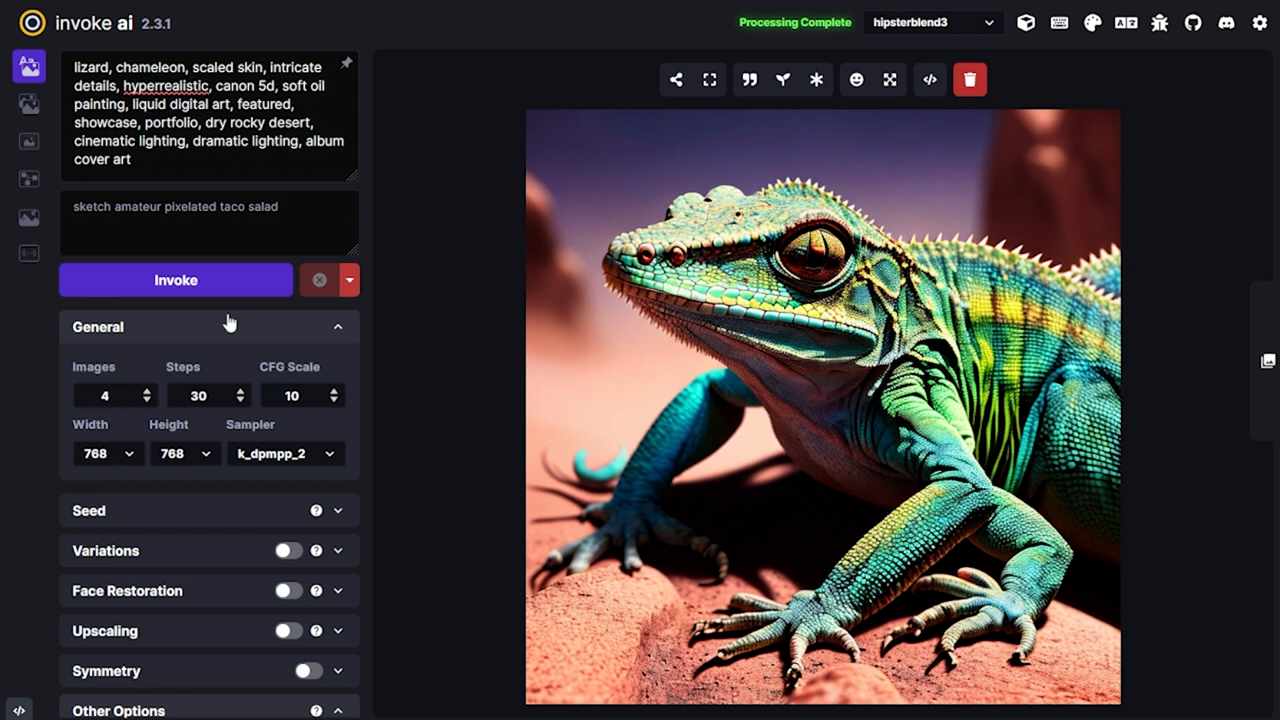 invoke ai 2.3.1
Processing Complete
hipsterblend3
lizard, chameleon, scaled skin, intricate
details, hyperrealistic, canon 5d, soft oil
painting, liquid digital art, featured,
showcase, portfolio, dry rocky desert,
cinematic lighting, dramatic lighting, album
cover art
sketch amateur pixelated taco salad
Invoke
General
Images Steps CFG Scale
4 30 10
Width Height Sampler
768 768 k_dpmpp_2
Seed
Variations
Face Restoration
Upscaling
Symmetry
Other Options